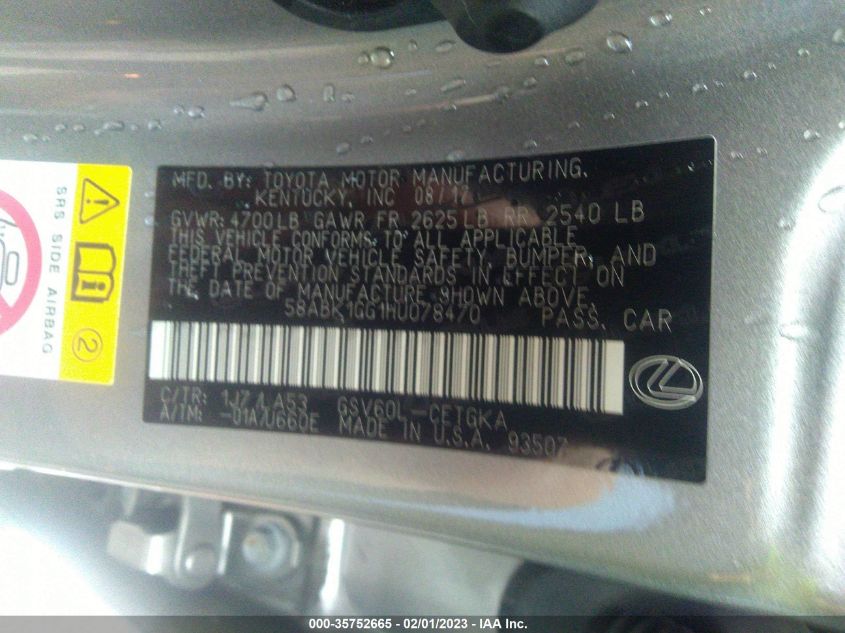 SRS SIDE AIRBAG
2
MFD. BY: TOYOTA MOTOR MANUFACTURING,
KENTUCKY, INC 08/17
GVWR: 4700LB GAWR FR 2625LB RR 2540 LB
THIS VEHICLE CONFORMS TO ALL APPLICABLE
FEDERAL MOTOR VEHICLE SAFETY, BUMPER, AND
THEFT PREVENTION STANDARDS IN EFFECT ON
THE DATE OF MANUFACTURE SHOWN ABOVE.
58ABK1GG1HU078470 PASS. CAR
C/TR: 1J7/LA53 GSV60L-CETGKA
A/TM: -01A/U660E MADE IN U.S.A. 93507
000-35752665 - 02/01/2023 - IAA Inc.